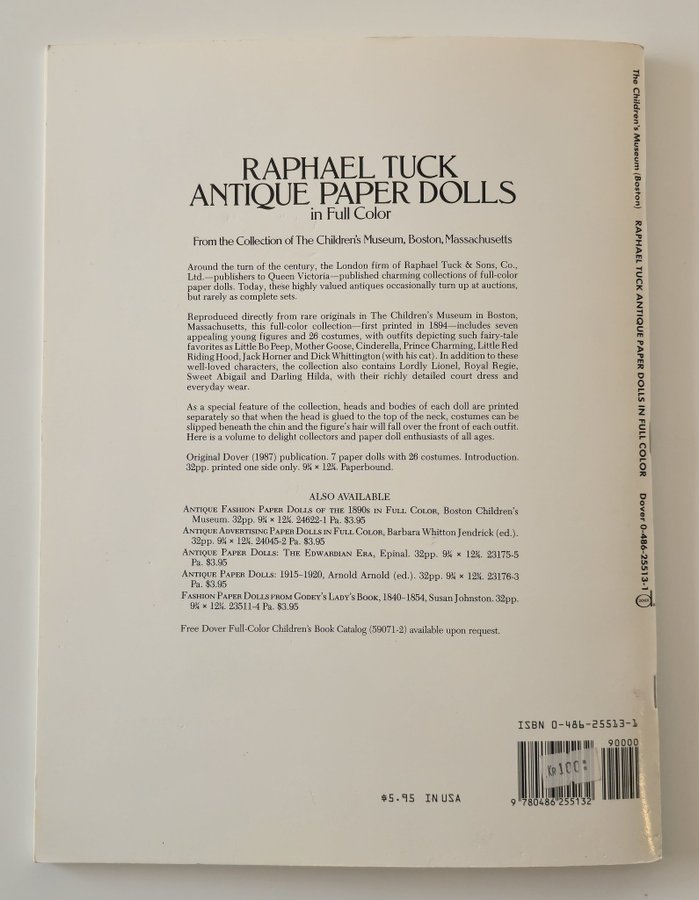 RAPHAEL TUCK
ANTIQUE PAPER DOLLS
in Full Color
From the Collection of The Children's Museum, Boston, Massachusetts
Around the turn of the century, the London firm of Raphael Tuck & Sons, Co.,
Ltd.—publishers to Queen Victoria—published charming collections of full-color
paper dolls. Today, these highly valued antiques occasionally turn up at auctions,
but rarely as complete sets.
Reproduced directly from rare originals in The Children's Museum in Boston,
Massachusetts, this full-color collection—first printed in 1894—includes seven
appealing young figures and 26 costumes, with outfits depicting such fairy-tale
favorites as Little Bo Peep, Mother Goose, Cinderella, Prince Charming, Little Red
Riding Hood, Jack Horner and Dick Whittington (with his cat). In addition to these
well-loved characters, the collection also contains Lordly Lionel, Royal Regie,
Sweet Abigail and Darling Hilda, with their richly detailed court dress and
everyday wear.
As a special feature of the collection, heads and bodies of each doll are printed
separately so that when the head is glued to the top of the neck, costumes can be
slipped beneath the chin and the figure's hair will fall over the front of each outfit.
Here is a volume to delight collectors and paper doll enthusiasts of all ages.
Original Dover (1987) publication. 7 paper dolls with 26 costumes. Introduction.
32pp. printed one side only. 9¼ × 12¼. Paperbound.
ALSO AVAILABLE
ANTIQUE FASHION PAPER DOLLS OF THE 1890S IN FULL COLOR, Boston Children's
Museum. 32pp. 9¼ × 12¼. 24622-1 Pa. $3.95
ANTIQUE ADVERTISING PAPER DOLLS IN FULL COLOR, Barbara Whitton Jendrick (ed.).
32pp. 9¼ × 12¼. 24045-2 Pa. $3.95
ANTIQUE PAPER DOLLS: THE EDWARDIAN ERA, Epinal. 32pp. 9¼ × 12¼. 23175-5
Pa. $3.95
ANTIQUE PAPER DOLLS: 1915–1920, Arnold Arnold (ed.). 32pp. 9¼ × 12¼. 23176-3
Pa. $3.95
FASHION PAPER DOLLS FROM GODEY'S LADY'S BOOK, 1840–1854, Susan Johnston. 32pp.
9¼ × 12¼. 23511-4 Pa. $3.95
Free Dover Full-Color Children's Book Catalog (59071-2) available upon request.
$5.95 IN USA
ISBN 0-486-25513-1
90000
KR 100:
9 780486 255132
The Children's Museum (Boston) RAPHAEL TUCK ANTIQUE PAPER DOLLS IN FULL COLOR Dover 0-486-25513-1